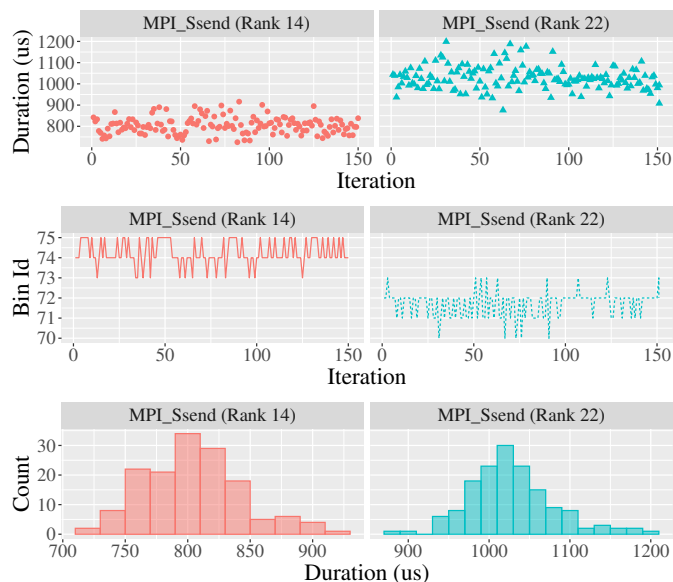 MPI_Ssend (Rank 14) MPI_Ssend (Rank 22)
Duration (us)
1200
1100
1000
900
800
0 50 100 150 0 50 100 150
Iteration
MPI_Ssend (Rank 14) MPI_Ssend (Rank 22)
Bin Id
75
74
73
72
71
70
0 50 100 150 0 50 100 150
Iteration
MPI_Ssend (Rank 14) MPI_Ssend (Rank 22)
Count
30
20
10
0
700 750 800 850 900 900 1000 1100 1200
Duration (us)